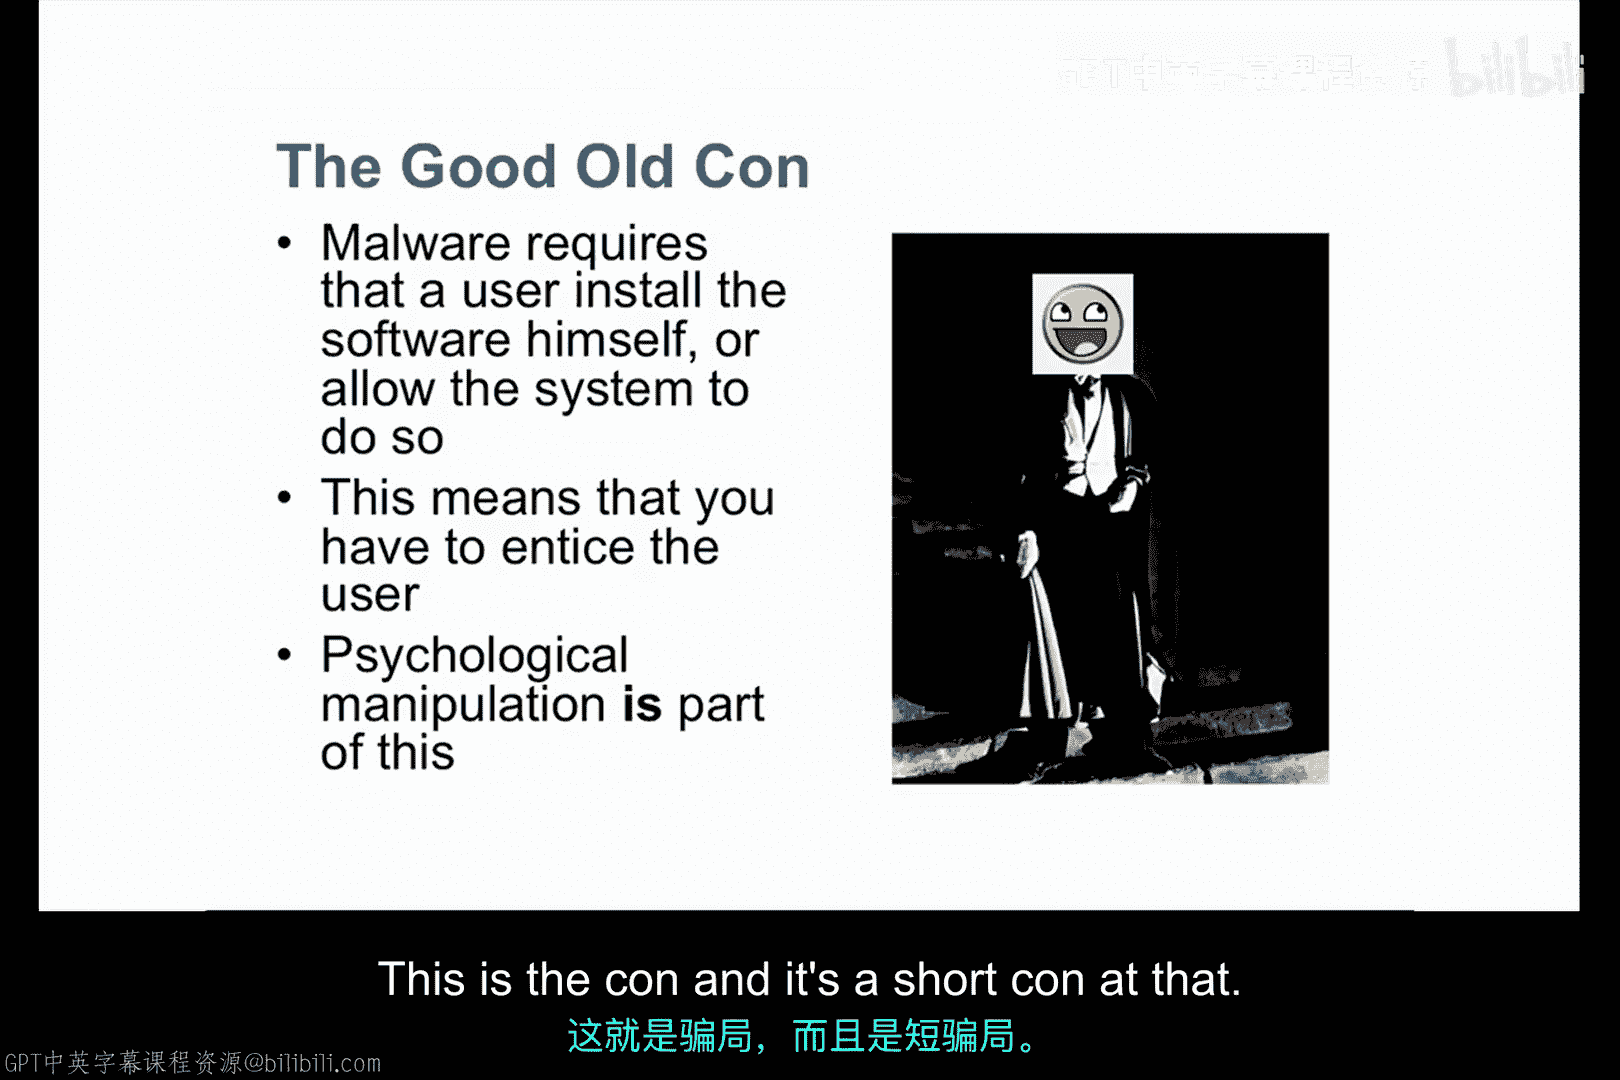 bilibili
The Good Old Con
• Malware requires
that a user install the
software himself, or
allow the system to
do so
• This means that you
have to entice the
user
• Psychological
manipulation is part
of this
This is the con and it's a short con at that.
这就是骗局，而且是短骗局。
GPT中英字幕课程资源@bilibili.com